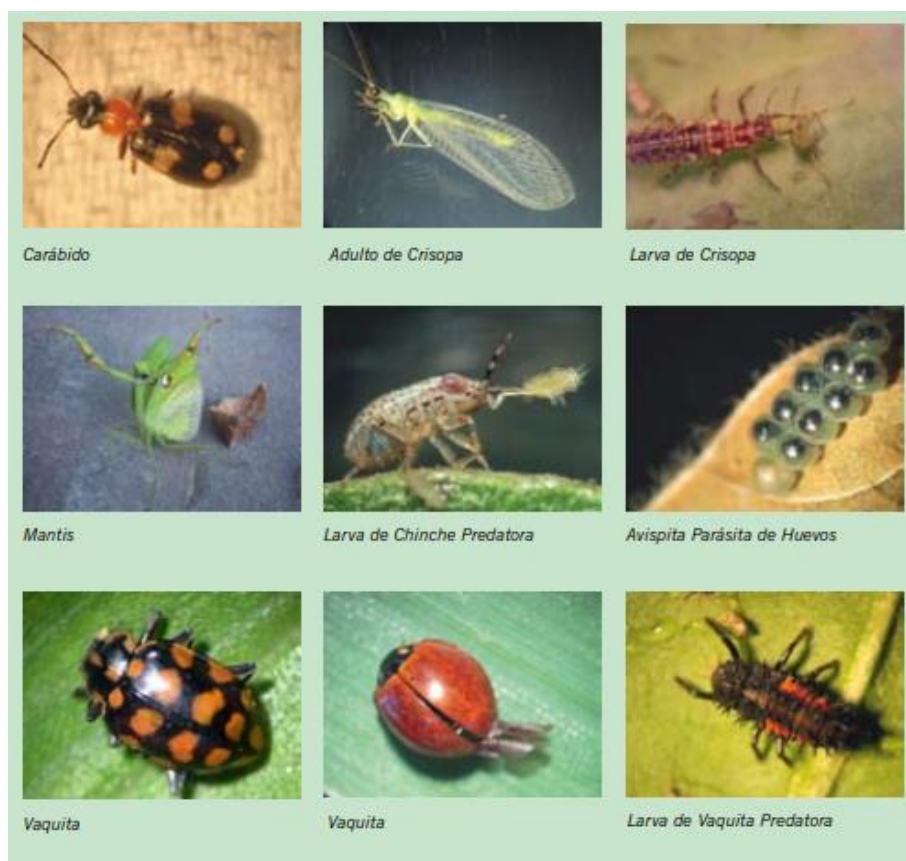 Carábido
Adulto de Crisopa
Larva de Crisopa
Mantis
Larva de Chinche Predatora
Avispita Parásita de Huevos
Vaquita
Vaquita
Larva de Vaquita Predatora